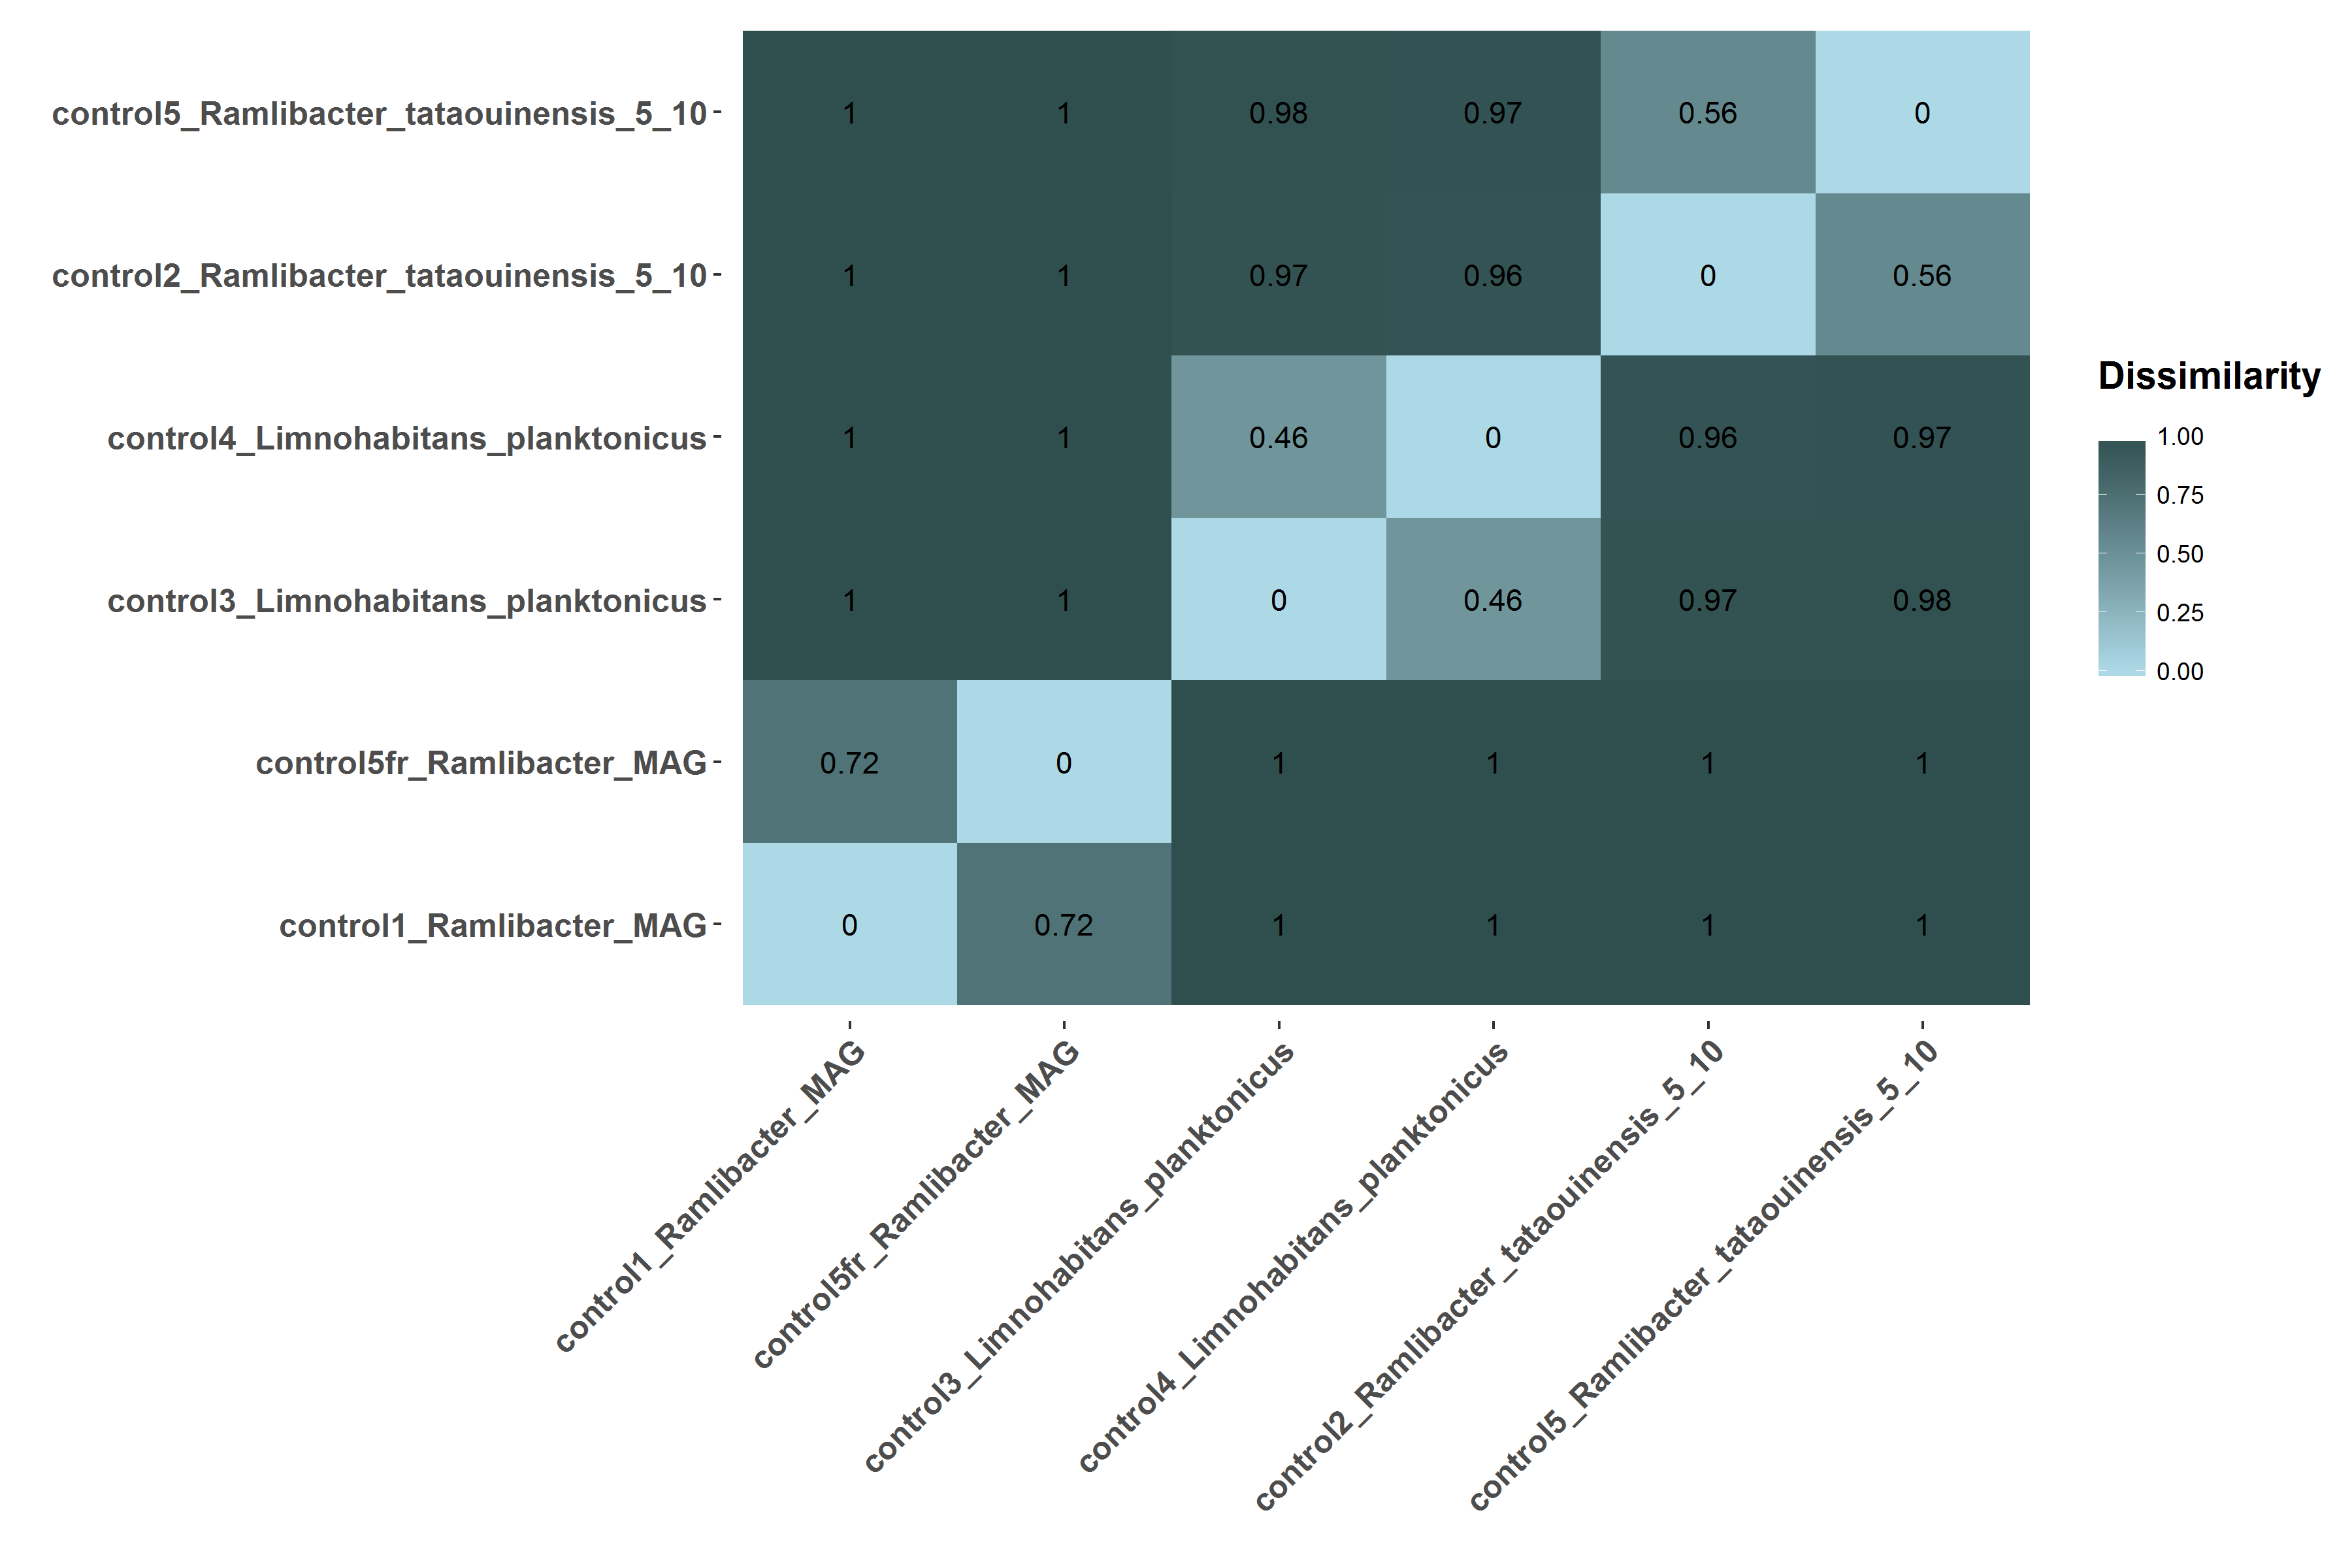 control5_Ramlibacter_tataouinensis_5_10 1 1 0.98 0.97 0.56 0
control2_Ramlibacter_tataouinensis_5_10 1 1 0.97 0.96 0 0.56
control4_Limnohabitans_planktonicus 1 1 0.46 0 0.96 0.97
control3_Limnohabitans_planktonicus 1 1 0 0.46 0.97 0.98
control5fr_Ramlibacter_MAG 0.72 0 1 1 1 1
control1_Ramlibacter_MAG 0 0.72 1 1 1 1
control1_Ramlibacter_MAG
control5fr_Ramlibacter_MAG
control3_Limnohabitans_planktonicus
control4_Limnohabitans_planktonicus
control2_Ramlibacter_tataouinensis_5_10
control5_Ramlibacter_tataouinensis_5_10
Dissimilarity
1.00
0.75
0.50
0.25
0.00